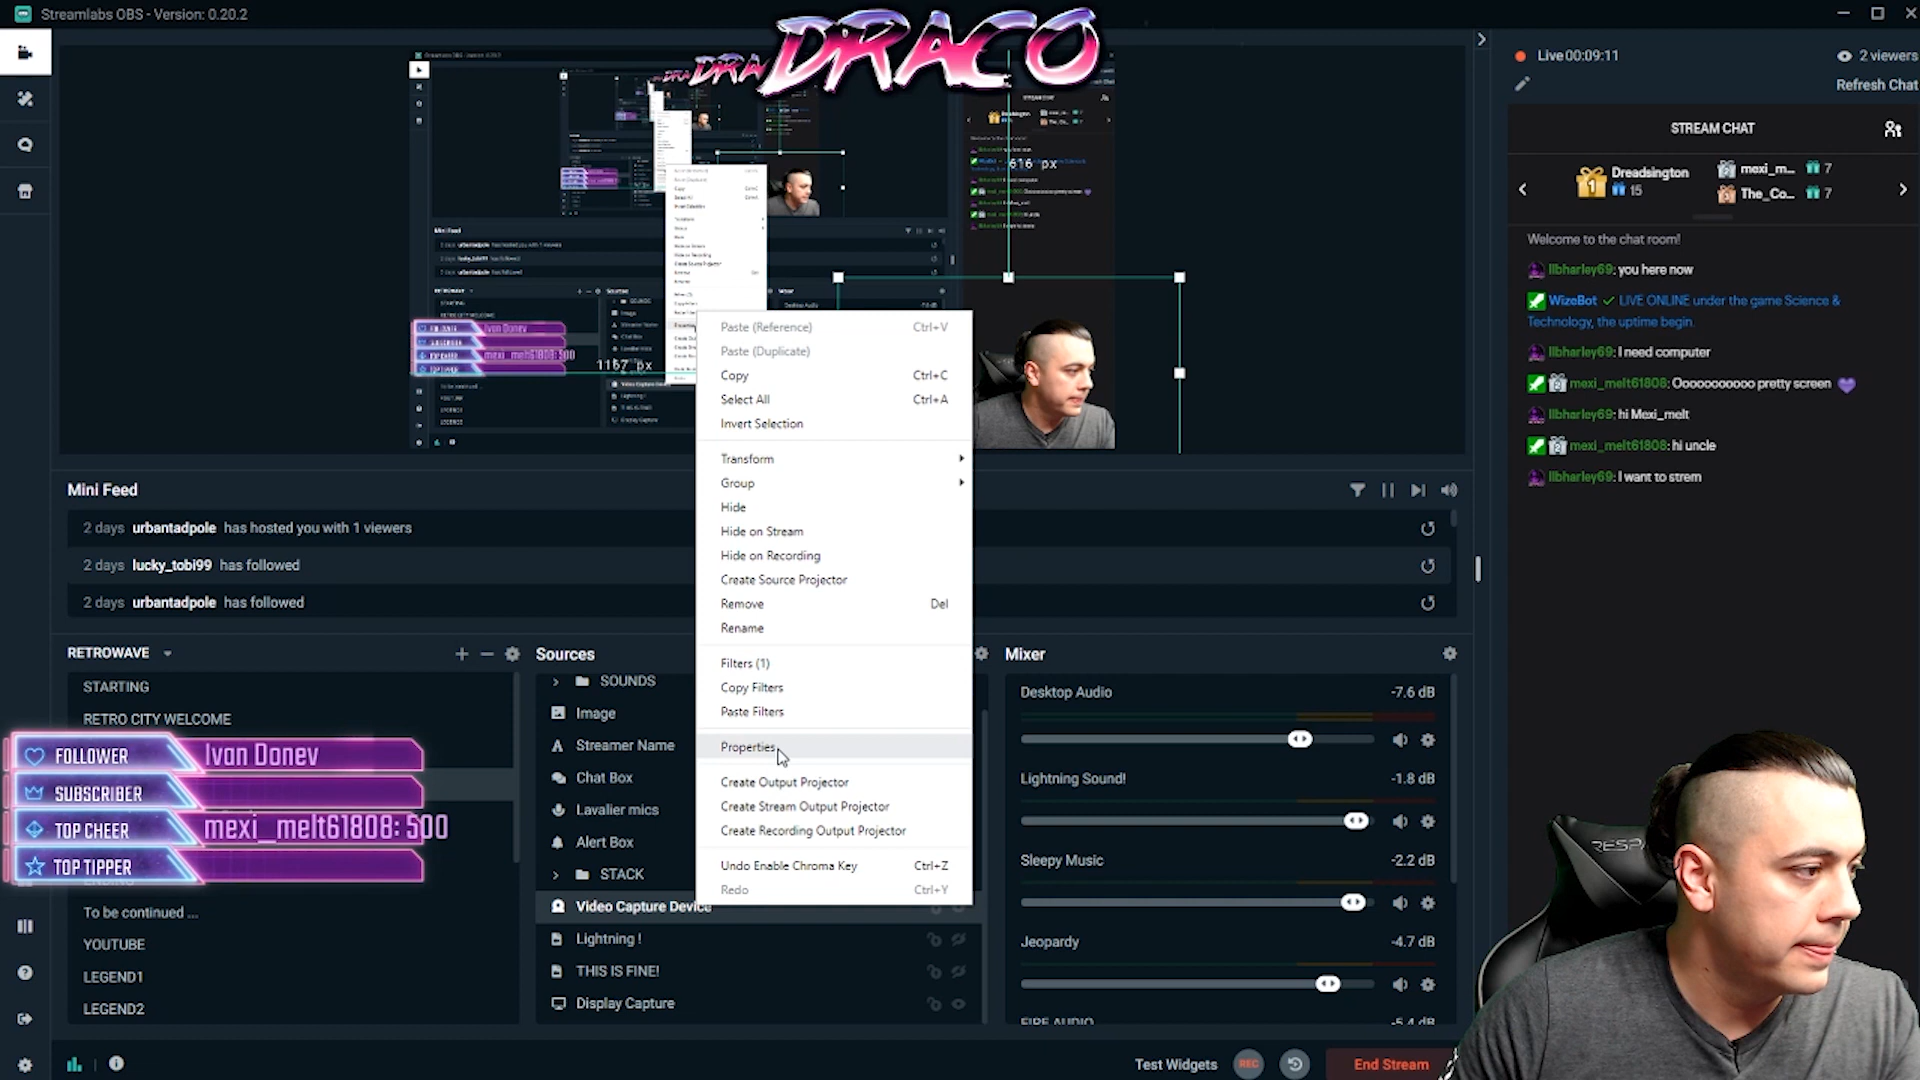 Streamlabs OBS - Version: 0.20.2
DRACO
Live 00:09:11
2 viewers
Refresh Chat
STREAM CHAT
1
Dreadsington
15
mexi_m...
7
The_Co...
7
Welcome to the chat room!
llbharley69: you here now
WizeBot ✓ LIVE ONLINE under the game Science &
Technology, the uptime begin.
llbharley69: I need computer
mexi_melt61808: Ooooooooooo pretty screen
llbharley69: hi Mexi_melt
mexi_melt61808: hi uncle
llbharley69: I want to strem
616 px
1167 px
Mini Feed
2 days urbantadpole has hosted you with 1 viewers
2 days lucky_tobi99 has followed
2 days urbantadpole has followed
Paste (Reference) Ctrl+V
Paste (Duplicate)
Copy Ctrl+C
Select All Ctrl+A
Invert Selection
Transform
Group
Hide
Hide on Stream
Hide on Recording
Create Source Projector
Remove Del
Rename
Filters (1)
Copy Filters
Paste Filters
Properties
Create Output Projector
Create Stream Output Projector
Create Recording Output Projector
Undo Enable Chroma Key Ctrl+Z
Redo Ctrl+Y
RETROWAVE
STARTING
RETRO CITY WELCOME
FOLLOWER Ivan Donev
SUBSCRIBER
TOP CHEER mexi_melt61808: 500
TOP TIPPER
To be continued ...
YOUTUBE
LEGEND1
LEGEND2
Sources
SOUNDS
Image
Streamer Name
Chat Box
Lavalier mics
Alert Box
STACK
Video Capture Device
Lightning !
THIS IS FINE!
Display Capture
Mixer
Desktop Audio -7.6 dB
Lightning Sound! -1.8 dB
Sleepy Music -2.2 dB
Jeopardy -4.7 dB
FIRE AUDIO -5.4 dB
Test Widgets
REC
End Stream